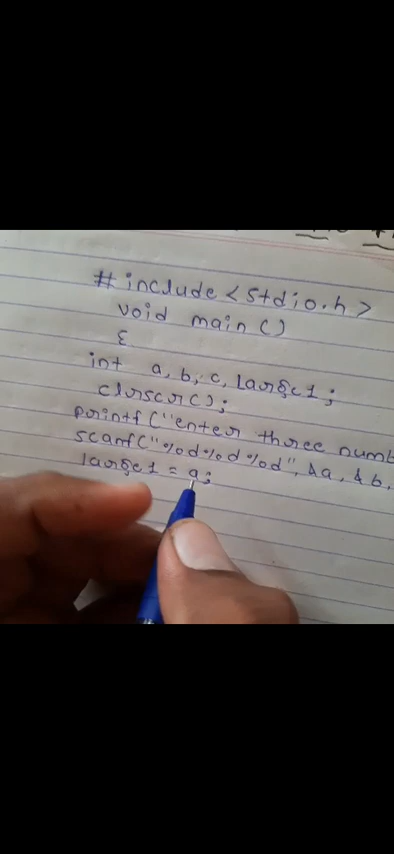 #include <stdio.h>
void main ()
{
int a, b, c, large1;
clrscr();
printf ("enter three numb
scanf("%d%d%d", &a, & b,
large1 = a;